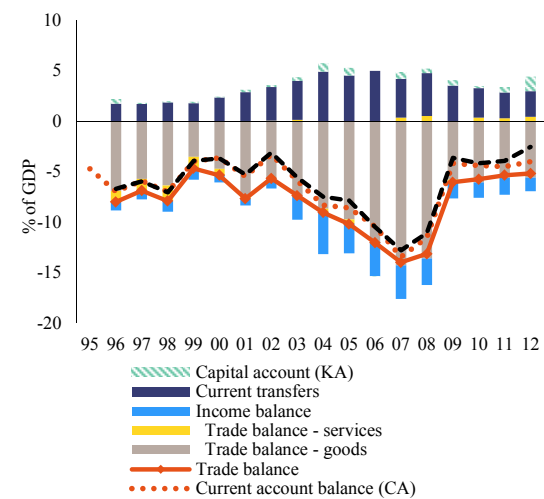 10
5
0
-5
-10
-15
-20
% of GDP
95 96 97 98 99 00 01 02 03 04 05 06 07 08 09 10 11 12
Capital account (KA)
Current transfers
Income balance
Trade balance - services
Trade balance - goods
Trade balance
Current account balance (CA)